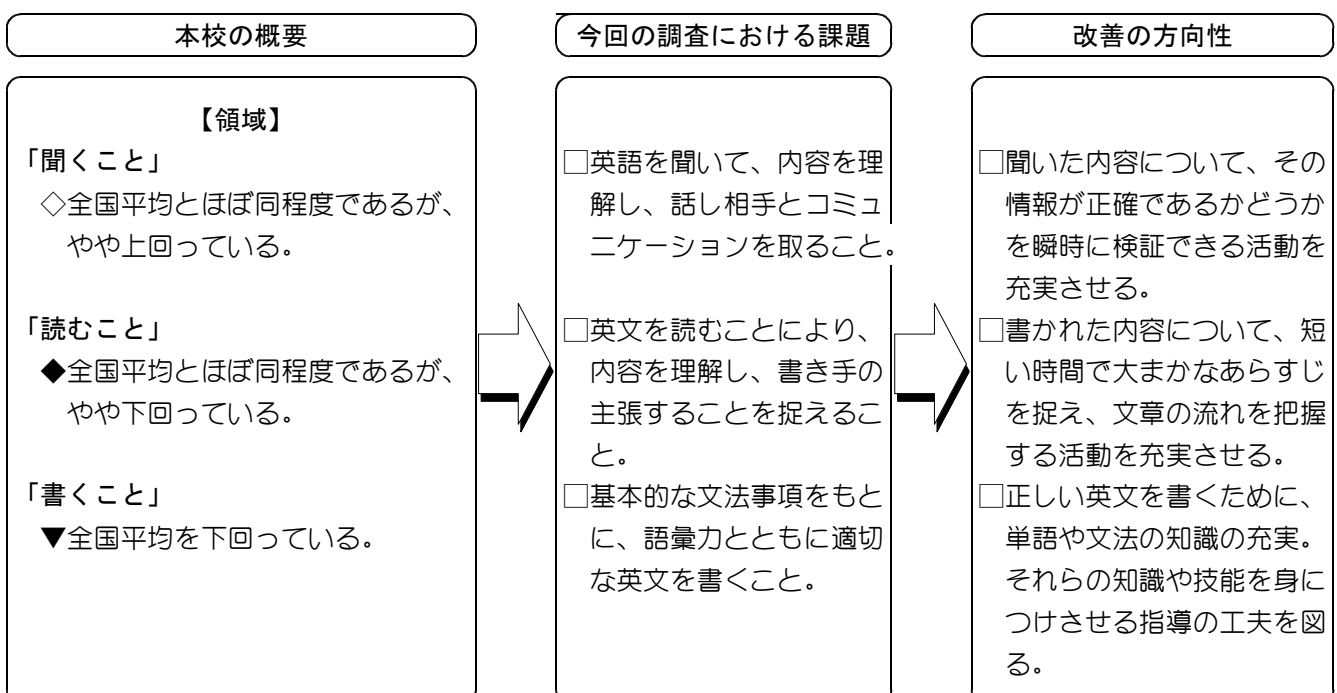 本校の概要
今回の調査における課題
改善の方向性
【領域】
「聞くこと」
◇全国平均とほぼ同程度であるが、
やや上回っている。
「読むこと」
◆全国平均とほぼ同程度であるが、
やや下回っている。
「書くこと」
▼全国平均を下回っている。
□英語を聞いて、内容を理
解し、話し相手とコミュ
ニケーションを取ること。
□英文を読むことにより、
内容を理解し、書き手の
主張することを捉えるこ
と。
□基本的な文法事項をもと
に、語彙力とともに適切
な英文を書くこと。
□聞いた内容について、その
情報が正確であるかどうか
を瞬時に検証できる活動を
充実させる。
□書かれた内容について、短
い時間で大まかなあらすじ
を捉え、文章の流れを把握
する活動を充実させる。
□正しい英文を書くために、
単語や文法の知識の充実。
それらの知識や技能を身に
つけさせる指導の工夫を図
る。